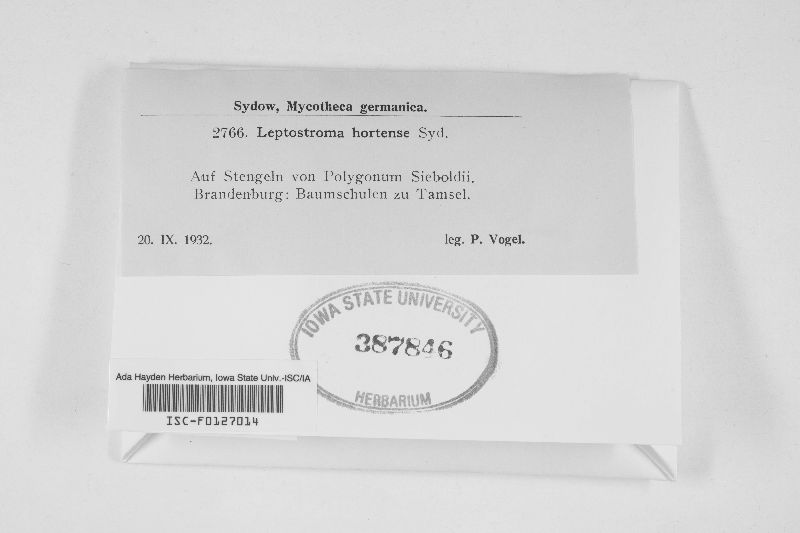 Sydow, Mycotheca germanica.
2766. Leptostroma hortense Syd.
Auf Stengeln von Polygonum Sieboldii.
Brandenburg: Baumschulen zu Tamsel.
20. IX. 1932. leg. P. Vogel.
IOWA STATE UNIVERSITY
387846
HERBARIUM
Ada Hayden Herbarium, Iowa State Univ.-ISC/IA
ISC-F0127014